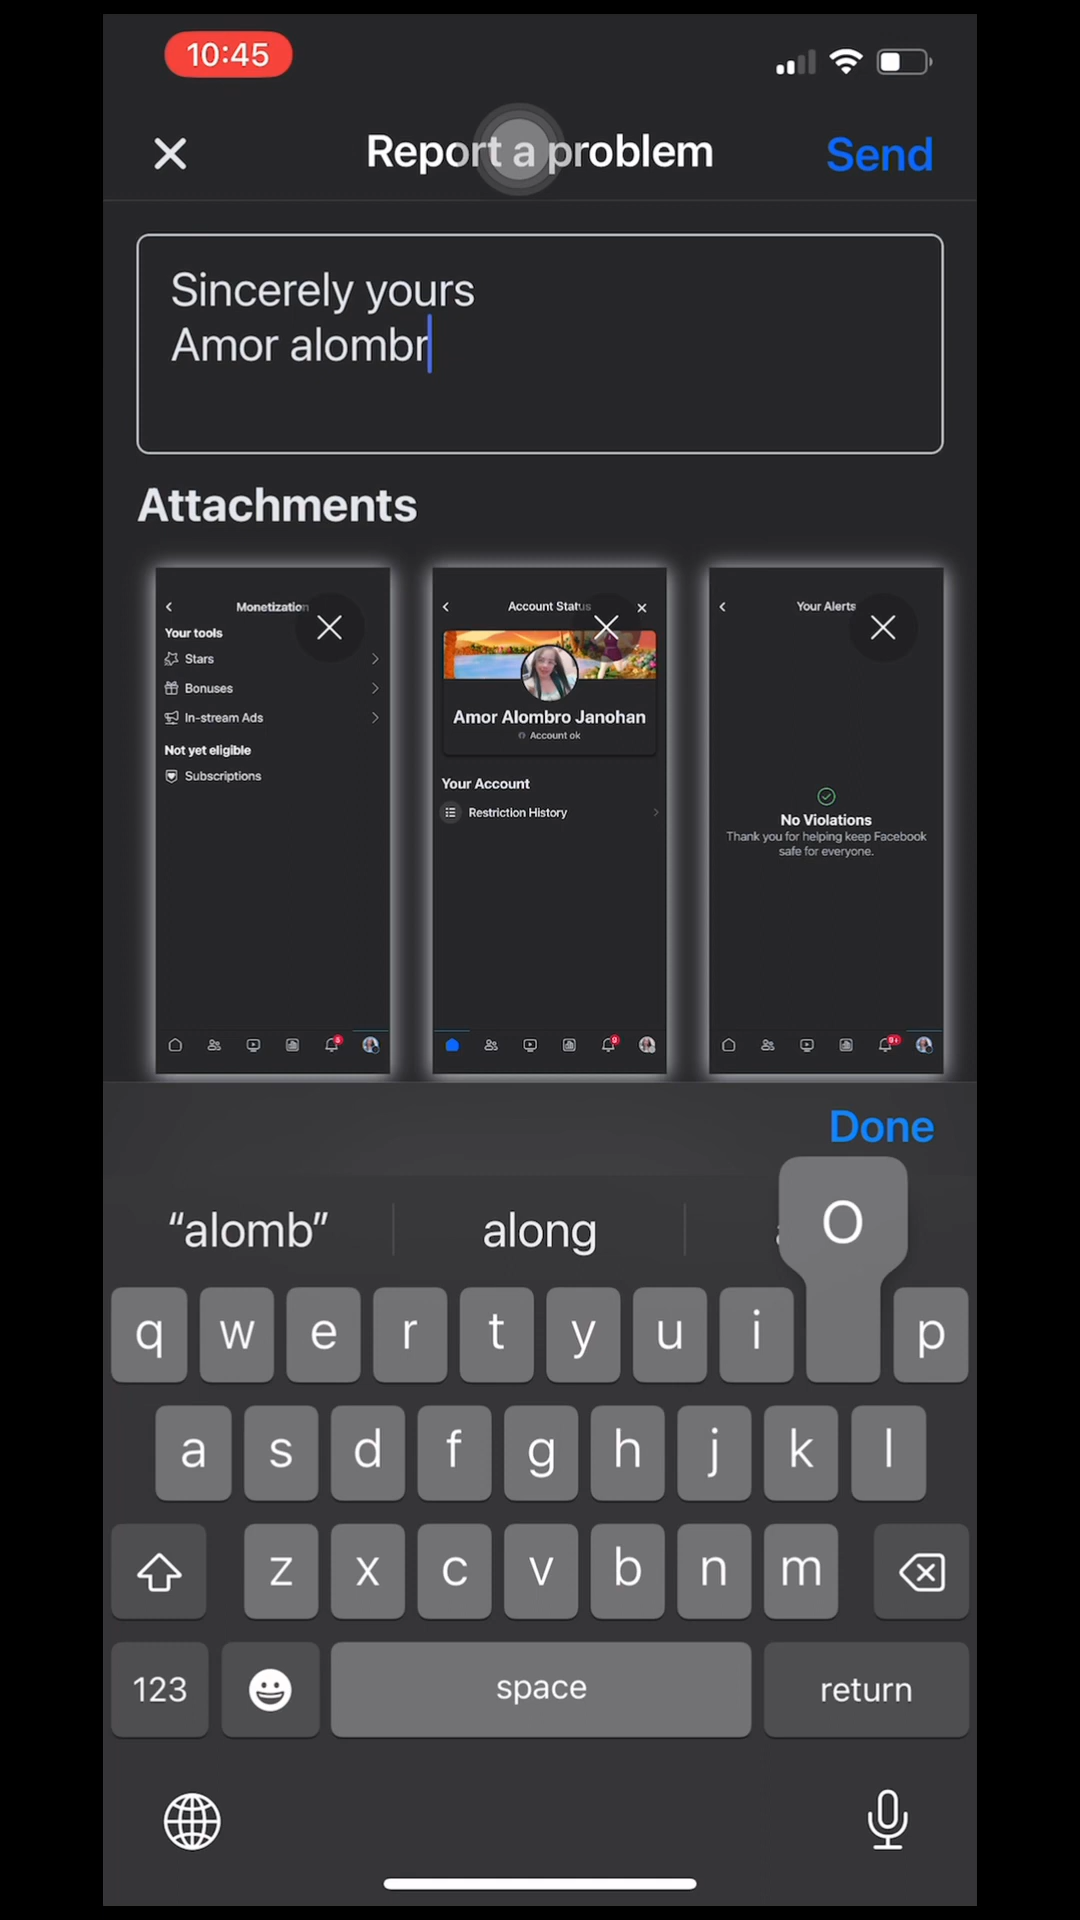 10:45
Report a problem
Send
Sincerely yours
Amor alombr
Attachments
Monetization
Your tools
Stars
Bonuses
In-stream Ads
Not yet eligible
Subscriptions
Account Status
Amor Alombro Janohan
Account ok
Your Account
Restriction History
Your Alerts
No Violations
Thank you for helping keep Facebook
safe for everyone.
Done
“alomb”
along
O
q w e r t y u i p
a s d f g h j k l
z x c v b n m
123
space
return